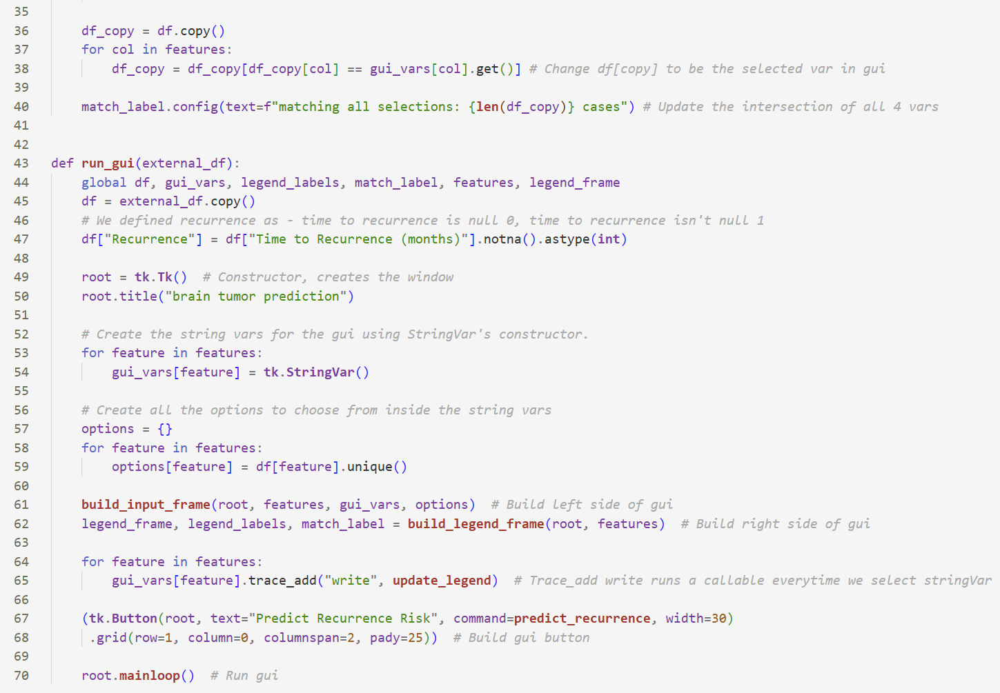 35
36 df_copy = df.copy()
37 for col in features:
38 df_copy = df_copy[df_copy[col] == gui_vars[col].get()] # Change df[copy] to be the selected var in gui
39
40 match_label.config(text=f"matching all selections: {len(df_copy)} cases") # Update the intersection of all 4 vars
41
42
43 def run_gui(external_df):
44 global df, gui_vars, legend_labels, match_label, features, legend_frame
45 df = external_df.copy()
46 # We defined recurrence as - time to recurrence is null 0, time to recurrence isn't null 1
47 df["Recurrence"] = df["Time to Recurrence (months)"].notna().astype(int)
48
49 root = tk.Tk()  # Constructor, creates the window
50 root.title("brain tumor prediction")
51
52 # Create the string vars for the gui using StringVar's constructor.
53 for feature in features:
54 gui_vars[feature] = tk.StringVar()
55
56 # Create all the options to choose from inside the string vars
57 options = {}
58 for feature in features:
59 options[feature] = df[feature].unique()
60
61 build_input_frame(root, features, gui_vars, options)  # Build left side of gui
62 legend_frame, legend_labels, match_label = build_legend_frame(root, features)  # Build right side of gui
63
64 for feature in features:
65 gui_vars[feature].trace_add("write", update_legend)  # Trace_add write runs a callable everytime we select stringVar
66
67 (tk.Button(root, text="Predict Recurrence Risk", command=predict_recurrence, width=30)
68 .grid(row=1, column=0, columnspan=2, pady=25))  # Build gui button
69
70 root.mainloop()  # Run gui